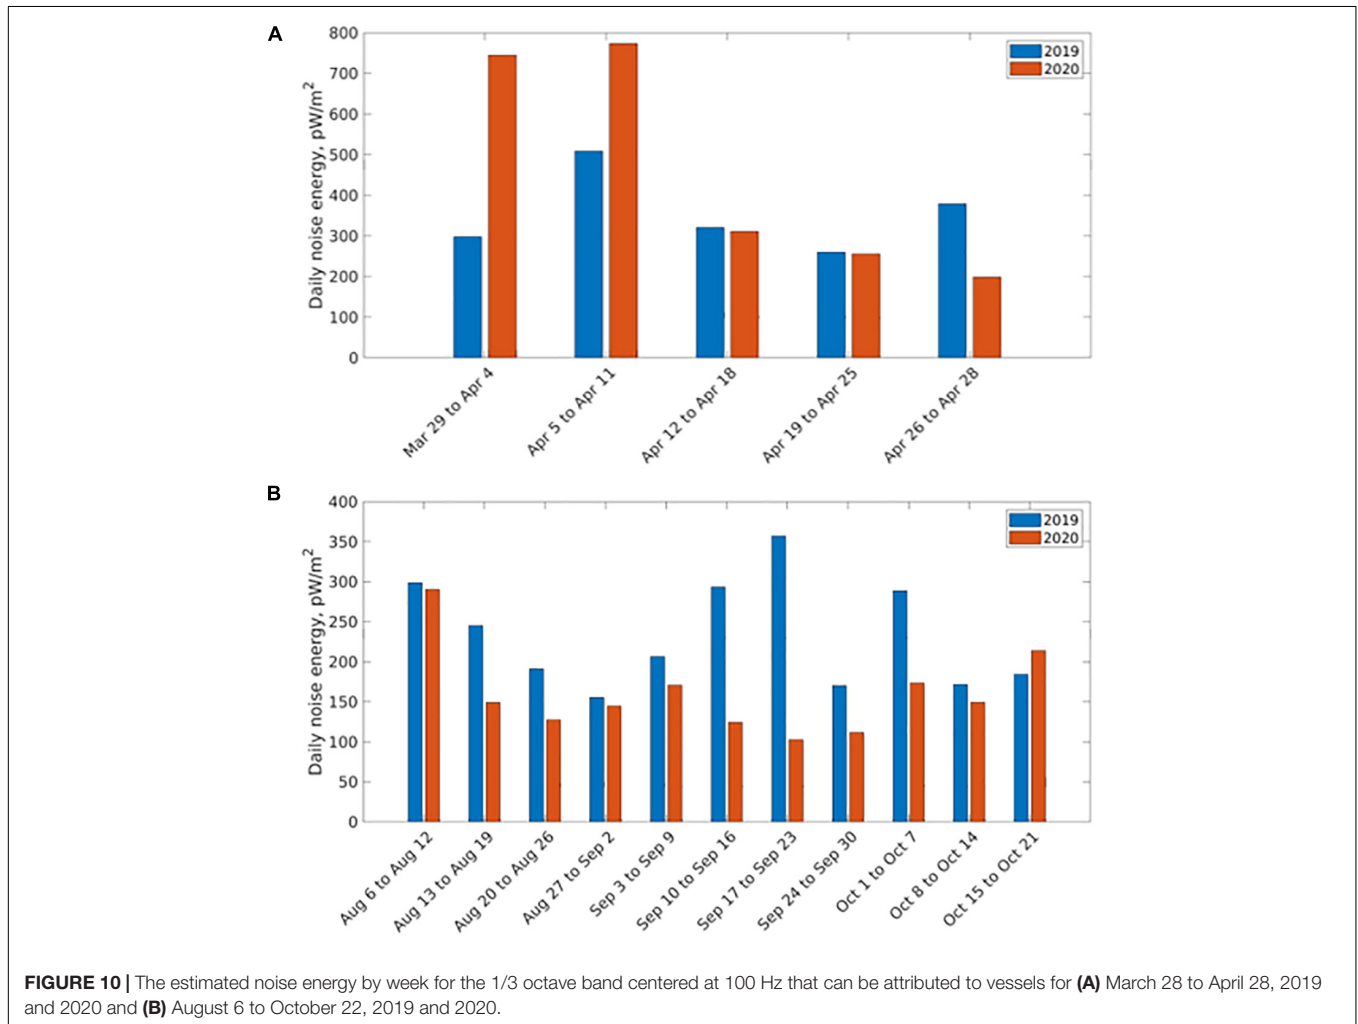 A
800
700
600
500
400
300
200
100
0
Daily noise energy, pW/m²
2019
2020
Mar 29 to Apr 4
Apr 5 to Apr 11
Apr 12 to Apr 18
Apr 19 to Apr 25
Apr 26 to Apr 28
B
400
350
300
250
200
150
100
50
0
Daily noise energy, pW/m²
2019
2020
Aug 6 to Aug 12
Aug 13 to Aug 19
Aug 20 to Aug 26
Aug 27 to Sep 2
Sep 3 to Sep 9
Sep 10 to Sep 16
Sep 17 to Sep 23
Sep 24 to Sep 30
Oct 1 to Oct 7
Oct 8 to Oct 14
Oct 15 to Oct 21
FIGURE 10 | The estimated noise energy by week for the 1/3 octave band centered at 100 Hz that can be attributed to vessels for (A) March 28 to April 28, 2019
and 2020 and (B) August 6 to October 22, 2019 and 2020.